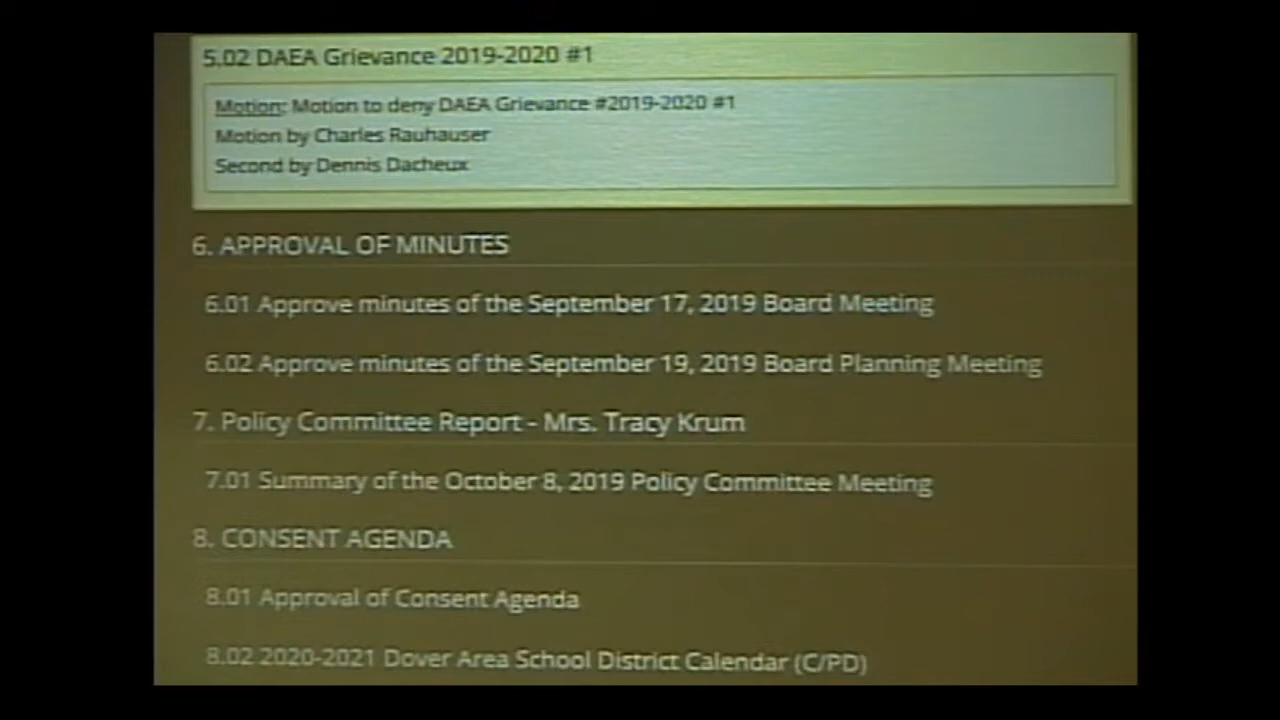 5.02 DAEA Grievance 2019-2020 #1
Motion: Motion to deny DAEA Grievance #2019-2020 #1
Motion by Charles Rauhauser
Second by Dennis Dacheux
6. APPROVAL OF MINUTES
6.01 Approve minutes of the September 17, 2019 Board Meeting
6.02 Approve minutes of the September 19, 2019 Board Planning Meeting
7. Policy Committee Report - Mrs. Tracy Krum
7.01 Summary of the October 8, 2019 Policy Committee Meeting
8. CONSENT AGENDA
8.01 Approval of Consent Agenda
8.02 2020-2021 Dover Area School District Calendar (C/PD)